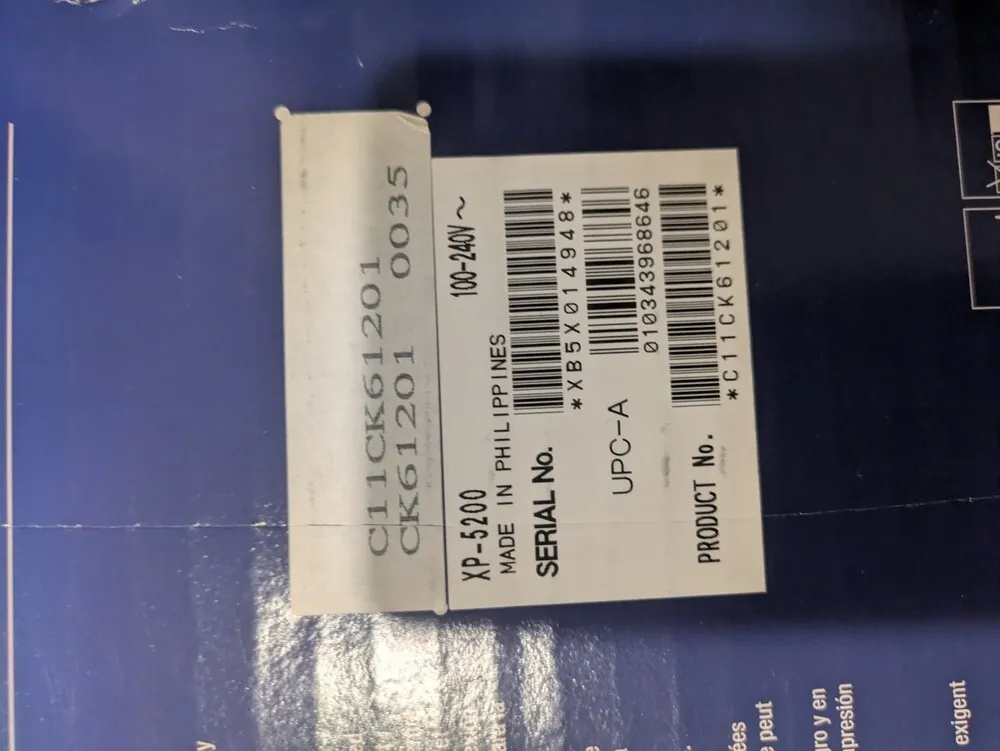 C11CK61201
CK61201 0035
XP-5200 100-240V ~
MADE IN PHILIPPINES
SERIAL No.
*XB5X014948*
UPC-A
010343968646
PRODUCT No.
*C11CK61201*
y
ées
e peut
ro y en
presión
exigent